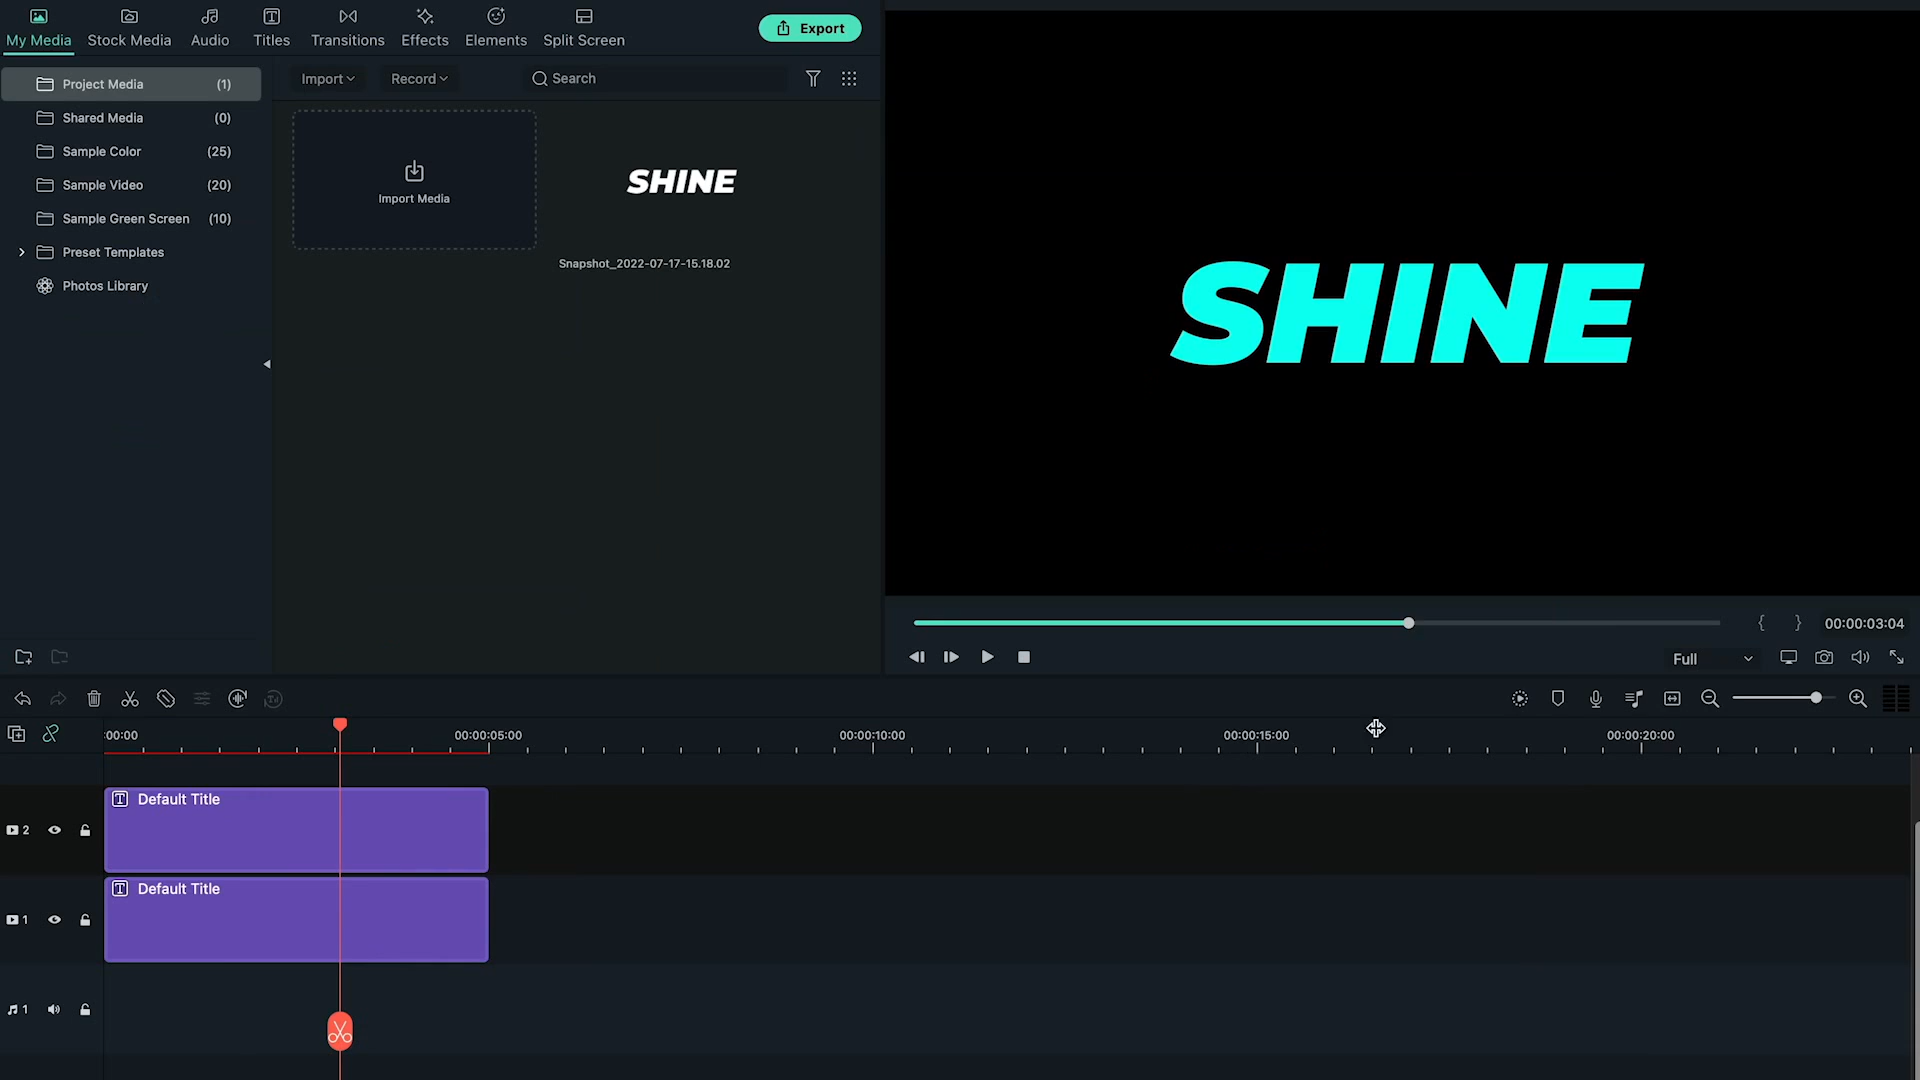 My Media
Stock Media
Audio
Titles
Transitions
Effects
Elements
Split Screen
Export
Project Media (1)
Shared Media (0)
Sample Color (25)
Sample Video (20)
Sample Green Screen (10)
Preset Templates
Photos Library
Import
Record
Search
Import Media
SHINE
Snapshot_2022-07-17-15.18.02
SHINE
{ } 00:00:03:04
Full
:00:00
00:00:05:00
00:00:10:00
00:00:15:00
00:00:20:00
T Default Title
2
T Default Title
1
1